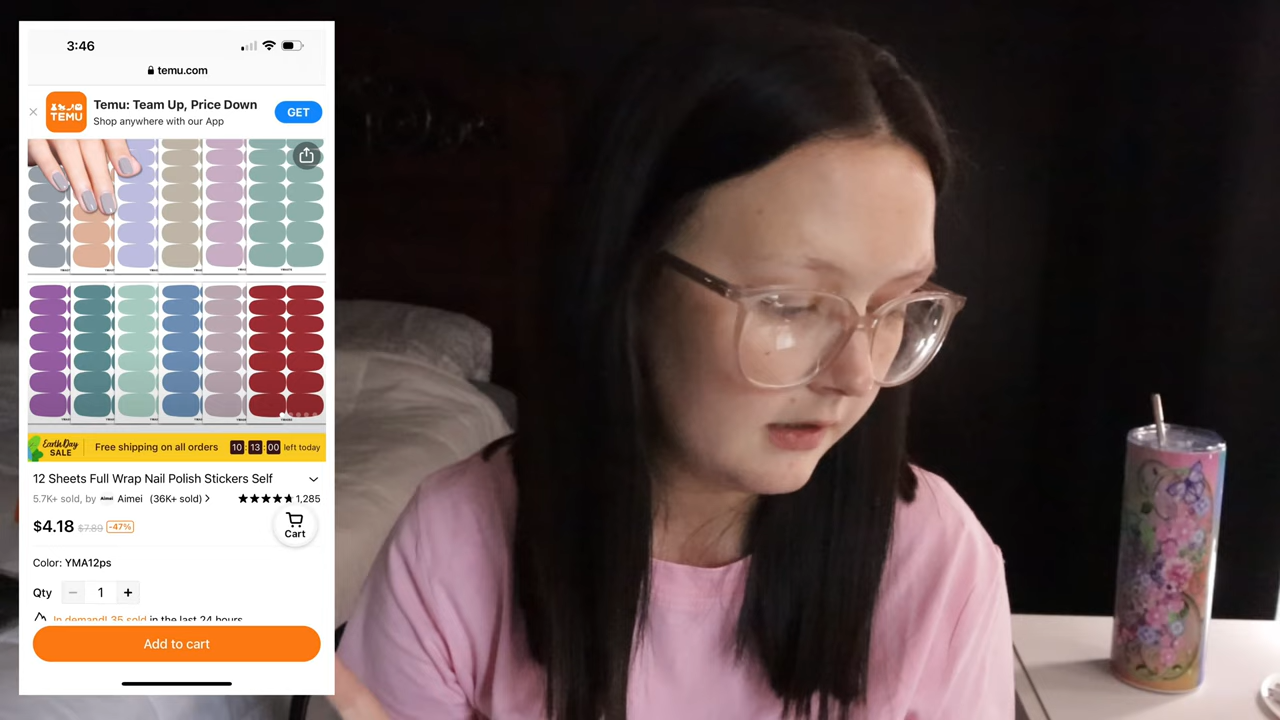 3:46
temu.com
Temu: Team Up, Price Down
TEMU
Shop anywhere with our App
GET
Earth Day
SALE
Free shipping on all orders
10:13:00 left today
12 Sheets Full Wrap Nail Polish Stickers Self
5.7K+ sold, by Aimei Aimei (36K+ sold) 1,285
$4.18 $7.89 -47%
Cart
Color: YMA12ps
Qty − 1 +
In demand! 35 sold in the last 24 hours
Add to cart